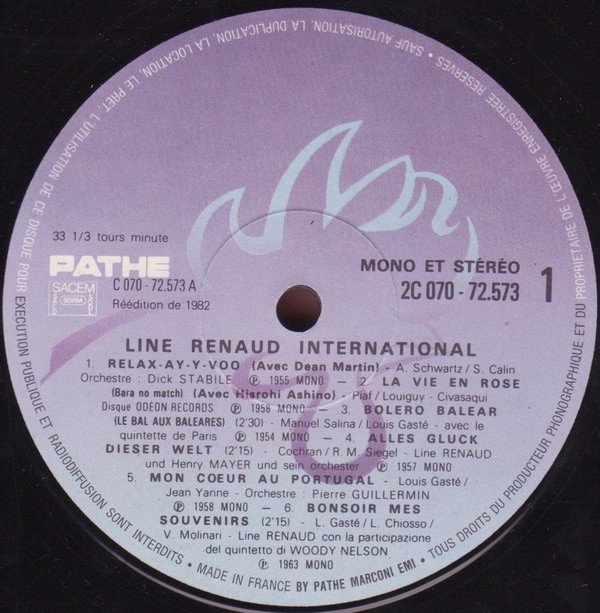 33 1/3 tours minute
PATHE
SACEM
SDRM
C 070 - 72.573 A
Réédition de 1982
MONO ET STÉRÉO
2C 070 - 72.573
1
LINE RENAUD INTERNATIONAL
1. RELAX-AY-Y-VOO (Avec Dean Martin) - A. Schwartz / S. Calin
Orchestre : Dick STABILE Ⓟ 1955 MONO — 2. LA VIE EN ROSE
(Bara no match) (Avec Hisrohi Ashino) - Piaf / Louiguy - Civasaqui
Disque ODÉON RECORDS Ⓟ 1958 MONO — 3. BOLERO BALEAR
(LE BAL AUX BALEARES) (2'30) - Manuel Salina / Louis Gasté - avec le
quintette de Paris Ⓟ 1954 MONO — 4. ALLES GLUCK
DIESER WELT (2'15) - Cochran / R. M. Siegel - Line RENAUD
und Henry MAYER und sein orchester Ⓟ 1957 MONO
5. MON COEUR AU PORTUGAL - Louis Gasté /
Jean Yanne - Orchestre : Pierre GUILLERMIN
Ⓟ 1958 MONO — 6. BONSOIR MES
SOUVENIRS (2'15) - L. Gasté / L. Chiosso /
V. Molinari - Line RENAUD con la participazione
del quintetto di WOODY NELSON
Ⓟ 1963 MONO
• MADE IN FRANCE BY PATHE MARCONI EMI • TOUS DROITS DU PRODUCTEUR PHONOGRAPHIQUE ET DU PROPRIETAIRE DE L'ŒUVRE ENREGISTREE RESERVES • SAUF AUTORISATION, LA DUPLICATION, LA LOCATION, LE PRET, L'UTILISATION DE CE DISQUE POUR EXECUTION PUBLIQUE ET RADIODIFFUSION SONT INTERDITS